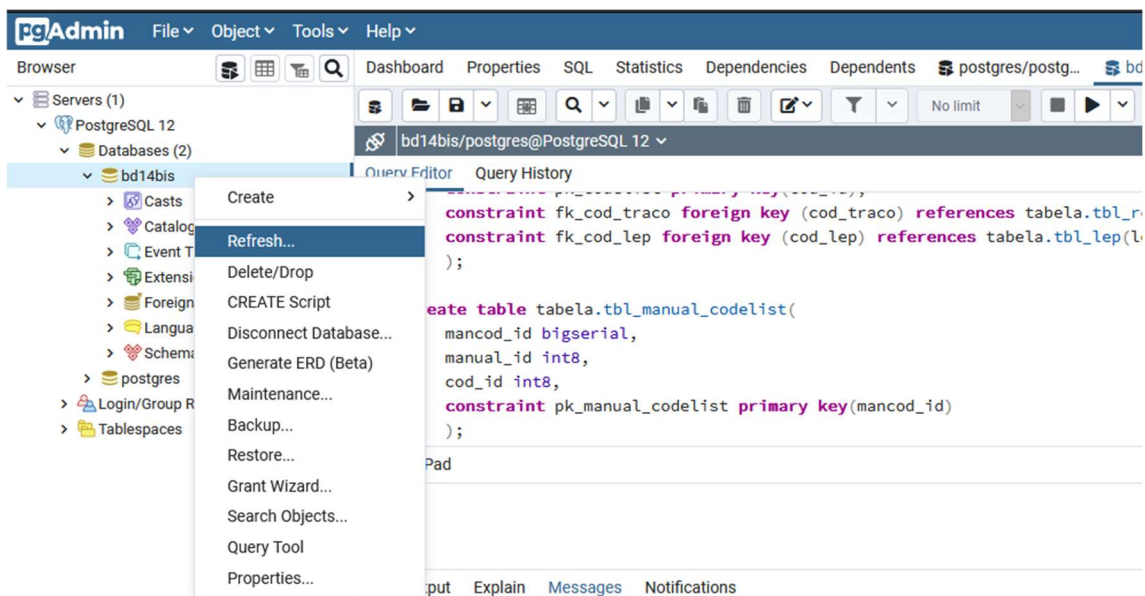 pgAdmin File Object Tools Help
Browser
Dashboard Properties SQL Statistics Dependencies Dependents postgres/postg... bd
Servers (1)
PostgreSQL 12
Databases (2)
bd14bis
Casts
Catalog
Event T
Extensi
Foreign
Langua
Schema
postgres
Login/Group R
Tablespaces
Create
Refresh...
Delete/Drop
CREATE Script
Disconnect Database...
Generate ERD (Beta)
Maintenance...
Backup...
Restore...
Grant Wizard...
Search Objects...
Query Tool
Properties...
No limit
bd14bis/postgres@PostgreSQL 12
Query Editor Query History
constraint fk_cod_traco foreign key (cod_traco) references tabela.tbl_r
constraint fk_cod_lep foreign key (cod_lep) references tabela.tbl_lep(l
);
eate table tabela.tbl_manual_codelist(
mancod_id bigserial,
manual_id int8,
cod_id int8,
constraint pk_manual_codelist primary key(mancod_id)
);
Pad
put Explain Messages Notifications